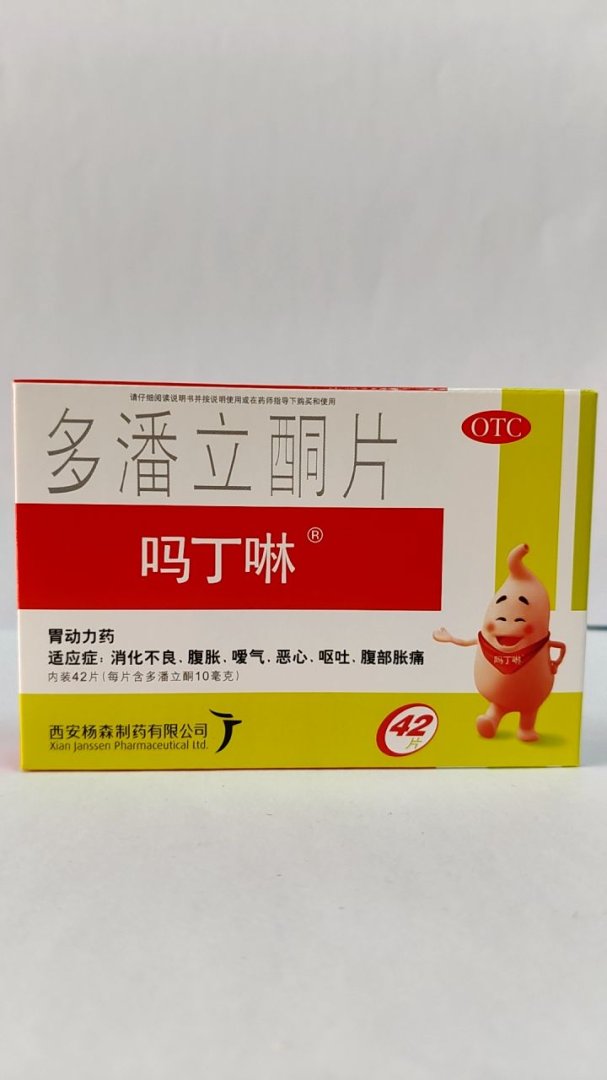 请仔细阅读说明书并按说明使用或在药师指导下购买和使用
多潘立酮片
OTC
吗丁啉®
胃动力药
适应症：消化不良、腹胀、嗳气、恶心、呕吐、腹部胀痛
内装42片(每片含多潘立酮10毫克)
吗丁啉
西安杨森制药有限公司
Xian Janssen Pharmaceutical Ltd.
42
片